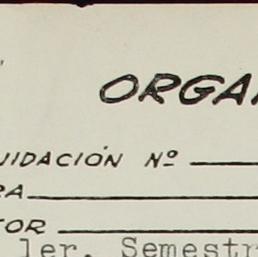 ORGA
UIDACIÓN Nº
RA
TOR
1er. Semestr